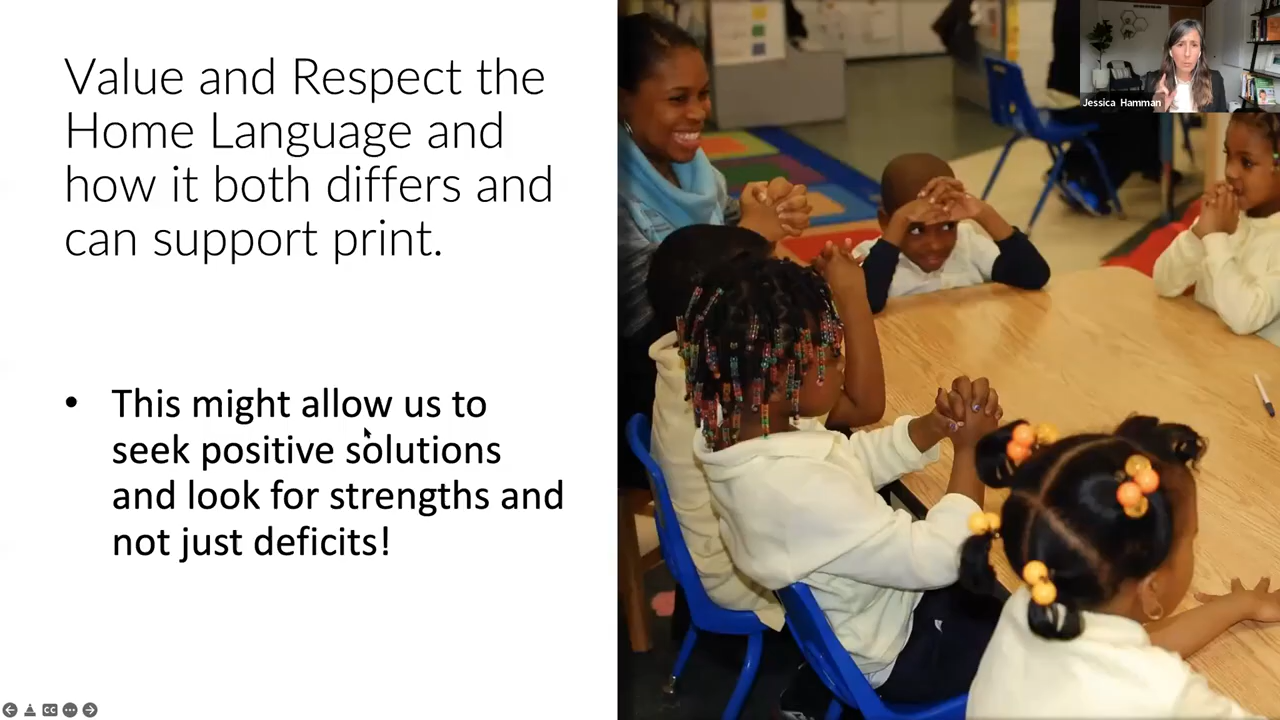 Value and Respect the
Home Language and
how it both differs and
can support print.
• This might allow us to
seek positive solutions
and look for strengths and
not just deficits!
Jessica Hamman
CC